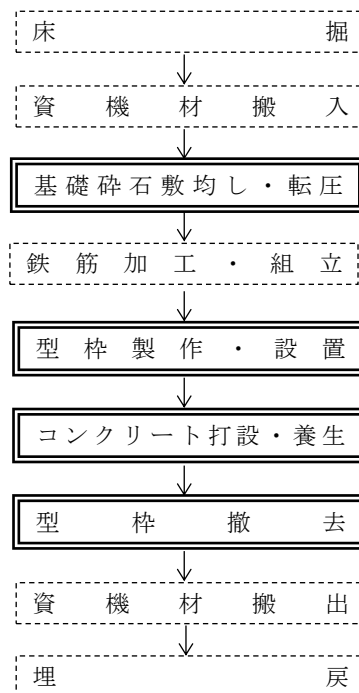 床掘
資機材搬入
基礎砕石敷均し・転圧
鉄筋加工・組立
型枠製作・設置
コンクリート打設・養生
型枠撤去
資機材搬出
埋戻